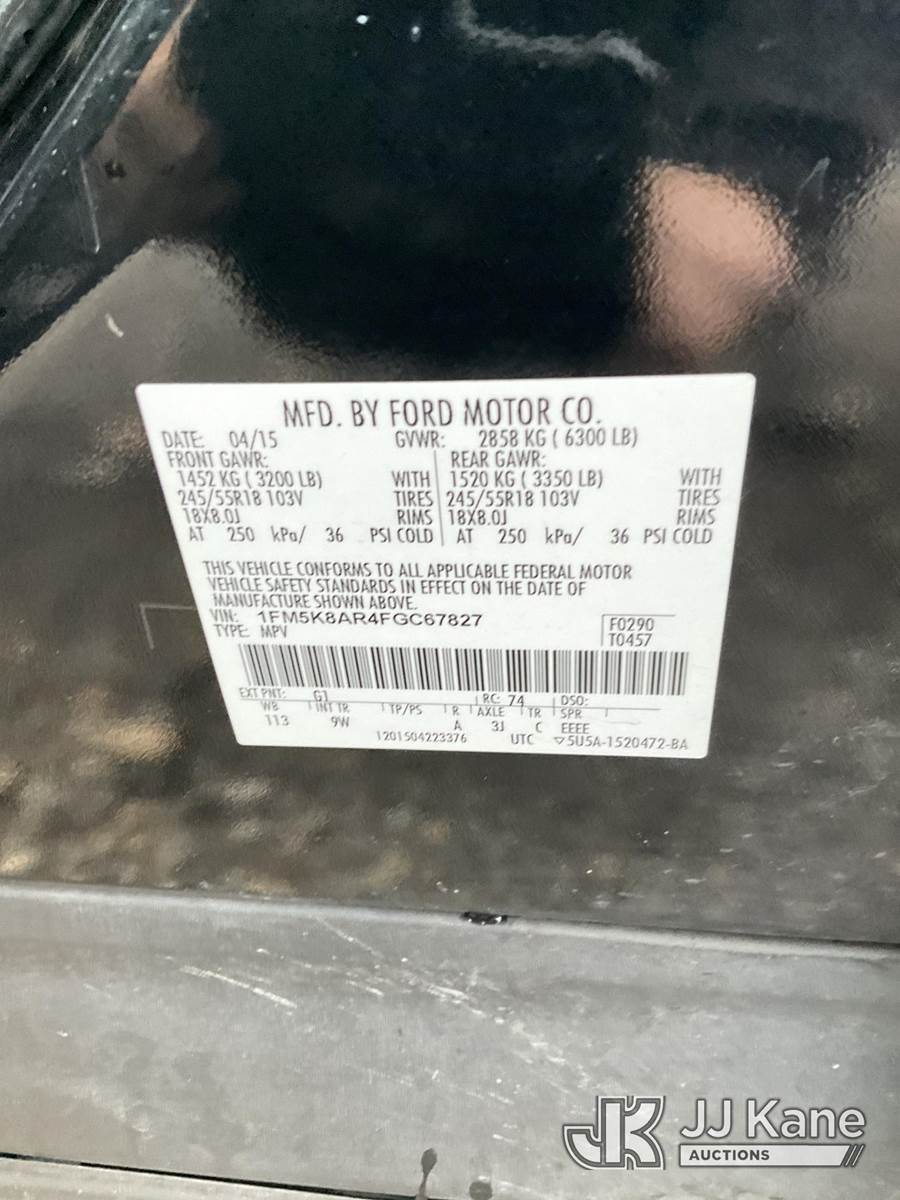 MFD. BY FORD MOTOR CO.
DATE: 04/15 GVWR: 2858 KG ( 6300 LB)
FRONT GAWR: REAR GAWR:
1452 KG ( 3200 LB) WITH 1520 KG ( 3350 LB) WITH
245/55R18 103V TIRES 245/55R18 103V TIRES
18X8.0J RIMS 18X8.0J RIMS
AT 250 kPa/ 36 PSI COLD AT 250 kPa/ 36 PSI COLD
THIS VEHICLE CONFORMS TO ALL APPLICABLE FEDERAL MOTOR
VEHICLE SAFETY STANDARDS IN EFFECT ON THE DATE OF
MANUFACTURE SHOWN ABOVE.
VIN: 1FM5K8AR4FGC67827 F0290
TYPE: MPV T0457
EXT PNT: G1 RC: 74 DSO:
WB INT TR TP/PS R AXLE TR SPR
113 9W A 3J C EEEE
1201504223376 UTC ▽5U5A-1520472-BA
JK JJ Kane
AUCTIONS